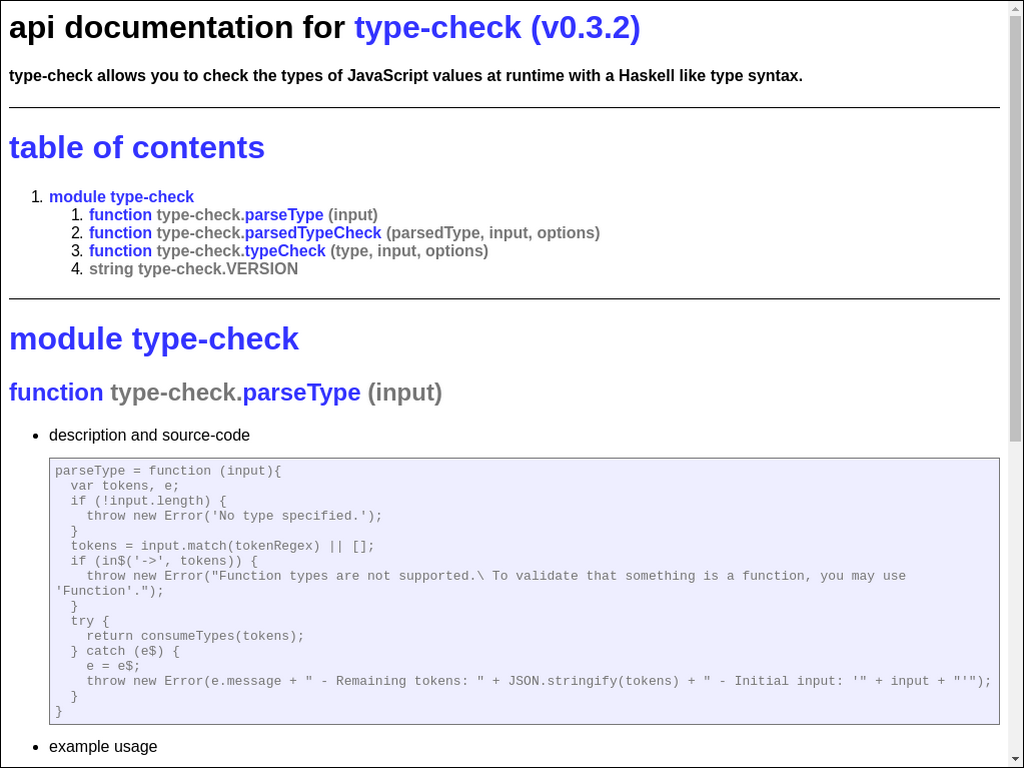 api documentation for type-check (v0.3.2)
type-check allows you to check the types of JavaScript values at runtime with a Haskell like type syntax.
table of contents
1. module type-check
1. function type-check.parseType (input)
2. function type-check.parsedTypeCheck (parsedType, input, options)
3. function type-check.typeCheck (type, input, options)
4. string type-check.VERSION
module type-check
function type-check.parseType (input)
• description and source-code
parseType = function (input){
  var tokens, e;
  if (!input.length) {
    throw new Error('No type specified.');
  }
  tokens = input.match(tokenRegex) || [];
  if (in$('->', tokens)) {
    throw new Error("Function types are not supported.\ To validate that something is a function, you may use
'Function'.");
  }
  try {
    return consumeTypes(tokens);
  } catch (e$) {
    e = e$;
    throw new Error(e.message + " - Remaining tokens: " + JSON.stringify(tokens) + " - Initial input: '" + input + "'");
  }
}
• example usage